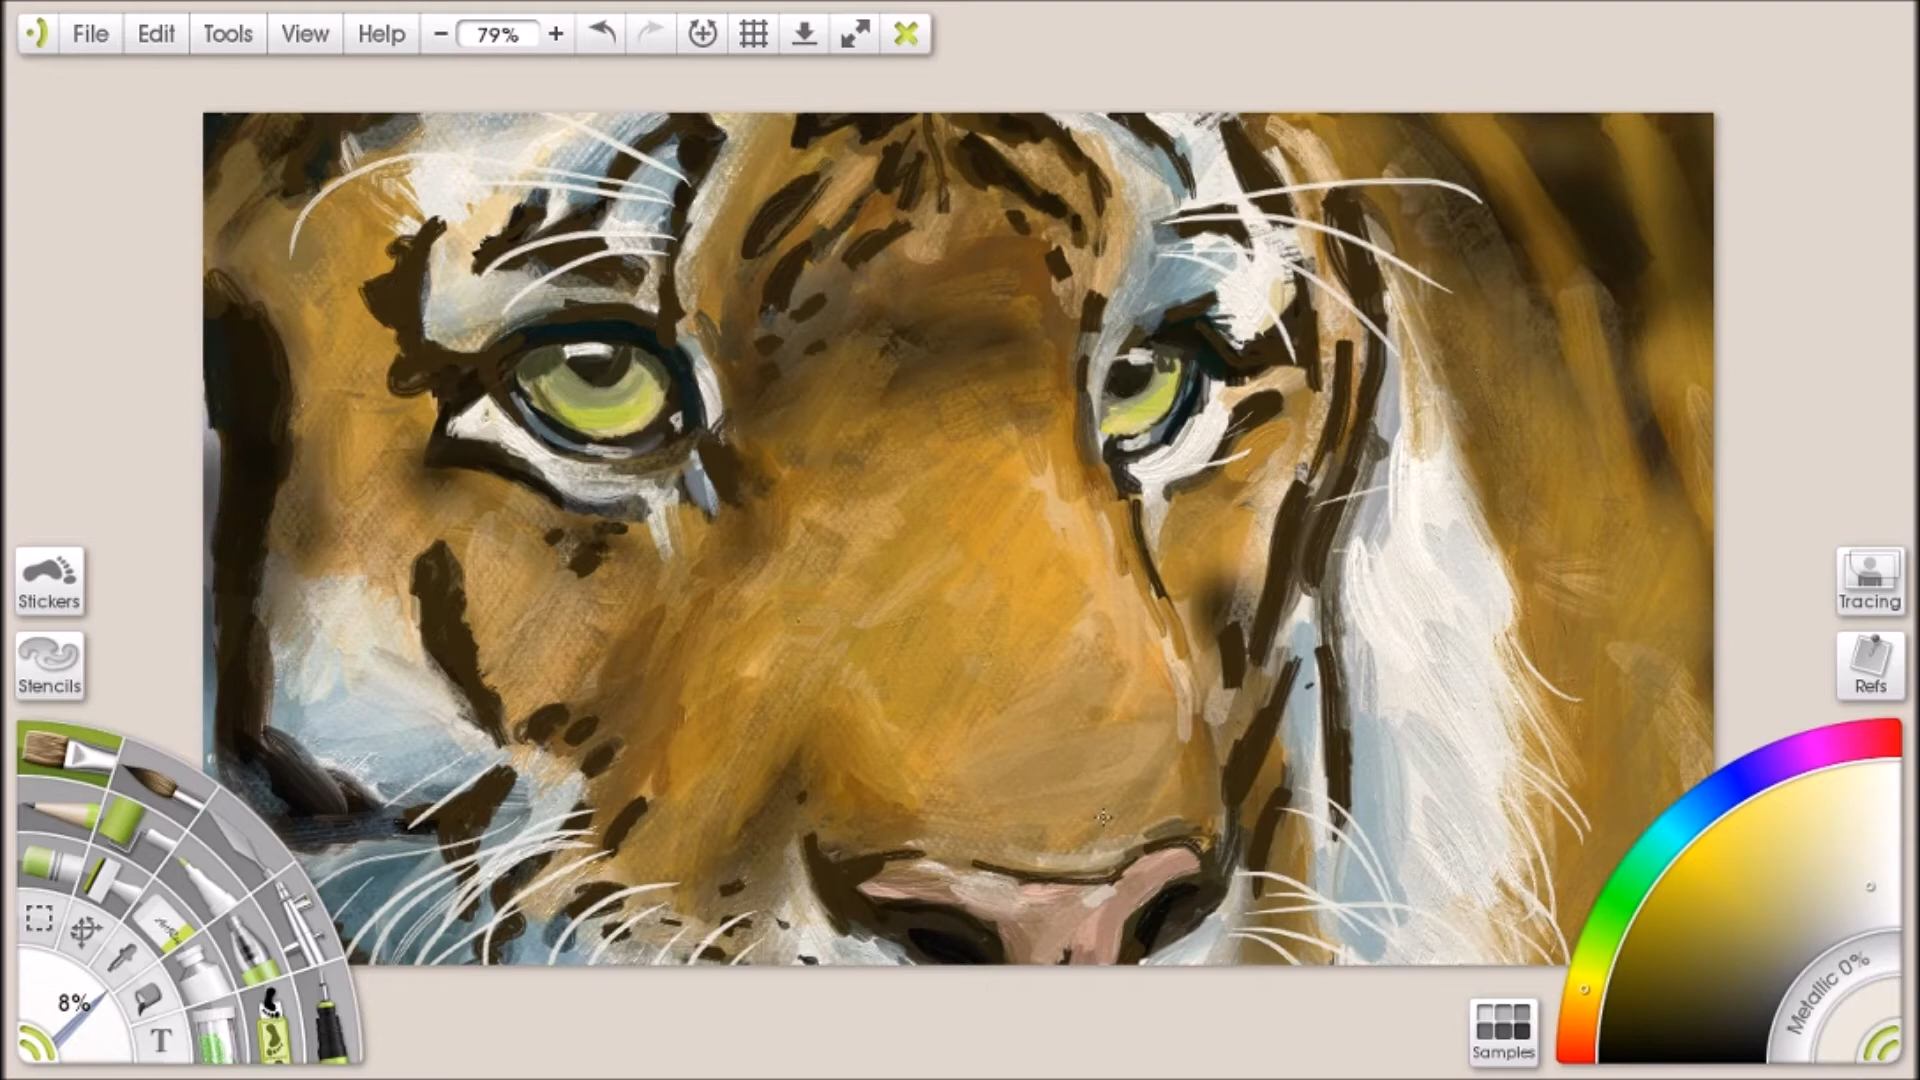 File Edit Tools View Help − 79% +
Stickers
Stencils
Tracing
Refs
8%
T
Metallic 0%
Samples